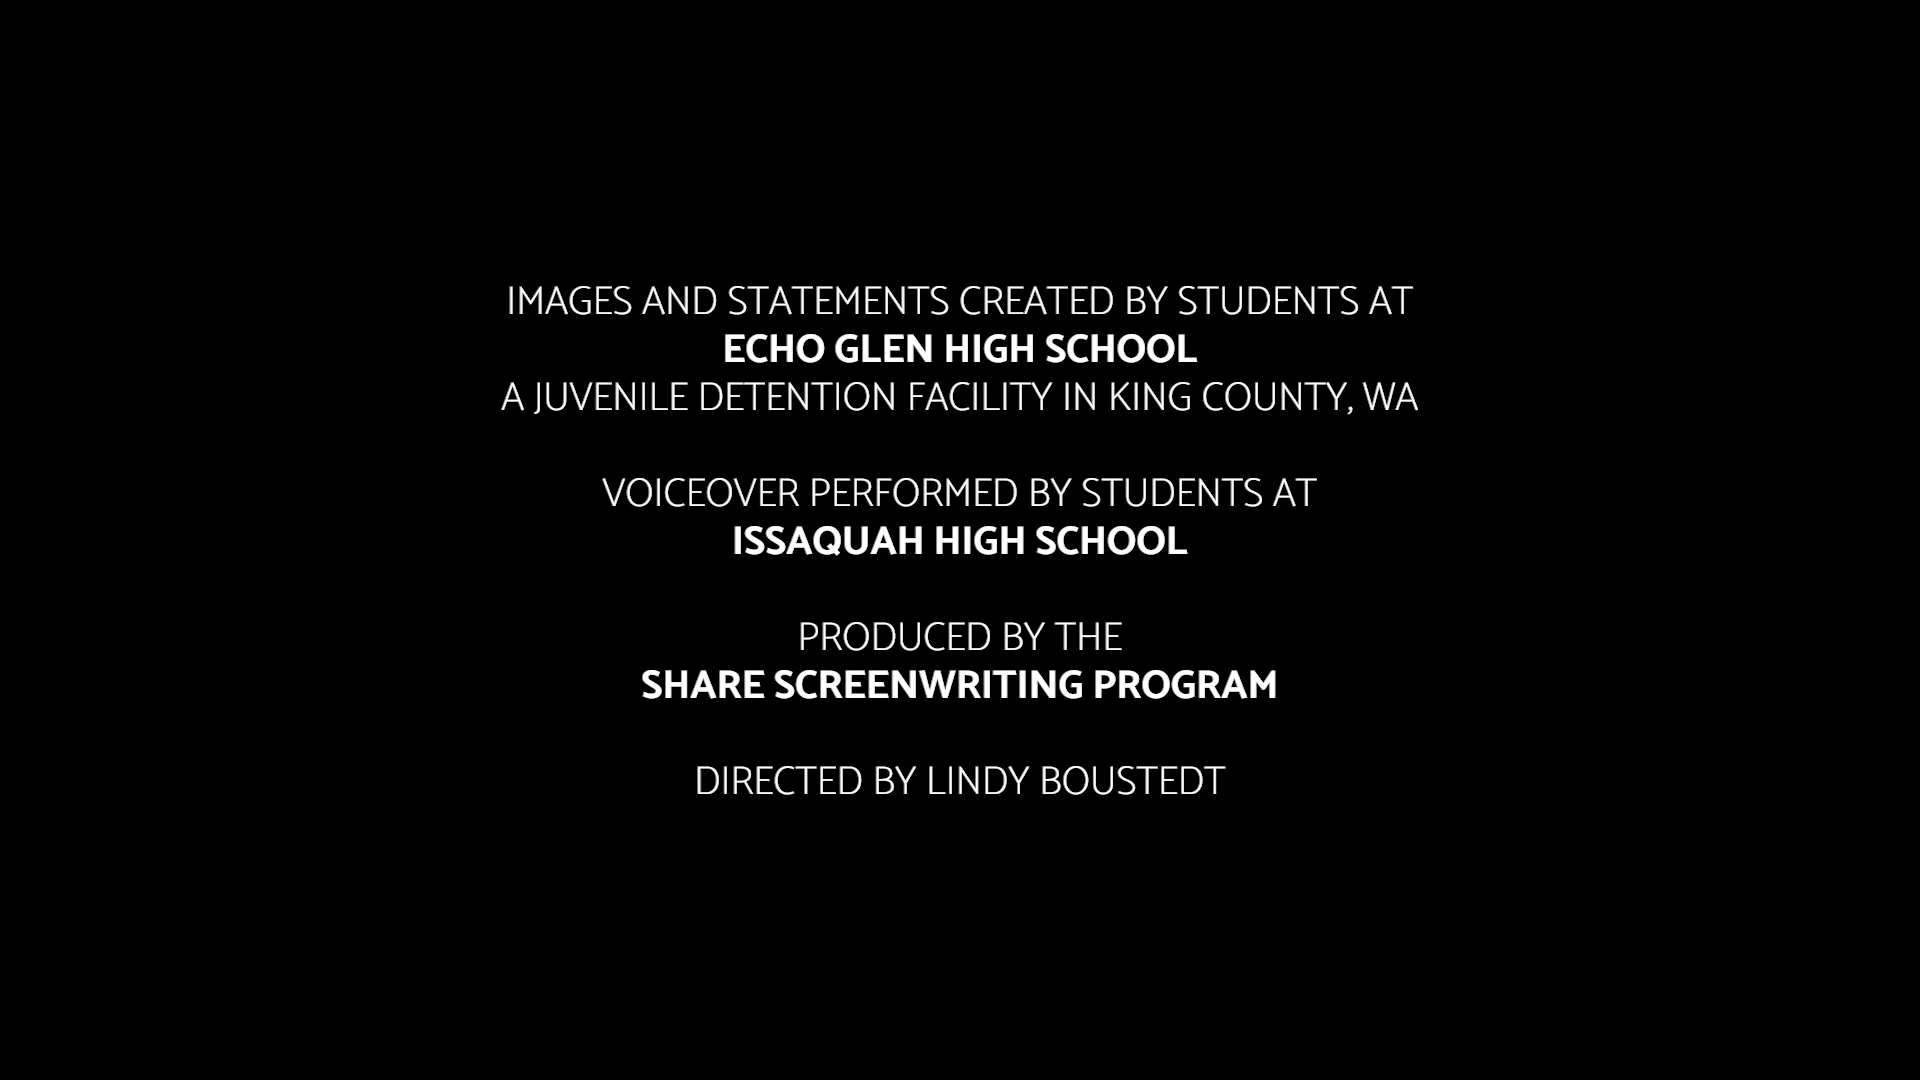 IMAGES AND STATEMENTS CREATED BY STUDENTS AT
ECHO GLEN HIGH SCHOOL
A JUVENILE DETENTION FACILITY IN KING COUNTY, WA
VOICEOVER PERFORMED BY STUDENTS AT
ISSAQUAH HIGH SCHOOL
PRODUCED BY THE
SHARE SCREENWRITING PROGRAM
DIRECTED BY LINDY BOUSTEDT